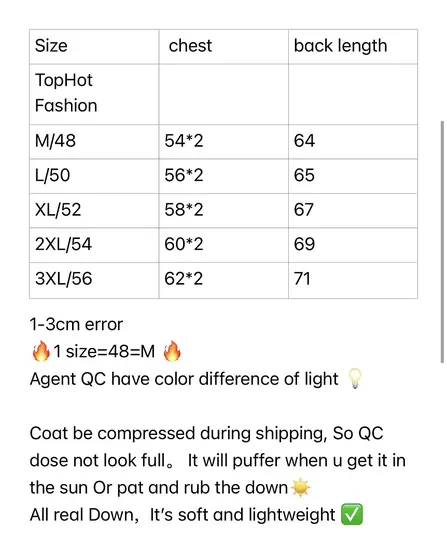 Size chest back length
TopHot
Fashion
M/48 54*2 64
L/50 56*2 65
XL/52 58*2 67
2XL/54 60*2 69
3XL/56 62*2 71
1-3cm error
🔥1 size=48=M 🔥
Agent QC have color difference of light 💡
Coat be compressed during shipping, So QC
dose not look full。 It will puffer when u get it in
the sun Or pat and rub the down☀️
All real Down，It's soft and lightweight ✅